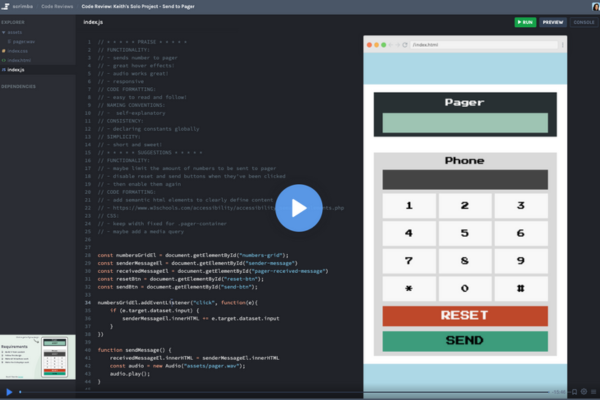 scrimba Code Reviews Code Review: Keith's Solo Project - Send to Pager
EXPLORER
index.js
RUN PREVIEW CONSOLE
assets
pager.wav
index.css
index.html
index.js
DEPENDENCIES
// * * * * * PRAISE * * * * *
// FUNCTIONALITY:
// - sends number to pager
// - great hover effects!
// - audio works great!
// - responsive
// CODE FORMATTING:
// - easy to read and follow!
// NAMING CONVENTIONS:
// - self-explanatory
// CONSISTENCY:
// - declaring constants globally
// SIMPLICITY:
// - short and sweet!
// * * * * * SUGGESTIONS * * * * *
// FUNCTIONALITY:
// - maybe limit the amount of numbers to be sent to pager
// - disable reset and send buttons when they've been clicked
// - then enable them again
// CODE FORMATTING:
// - add semantic html elements to clearly define content
// - https://www.w3schools.com/accessibility/accessibility
// CSS:
// - keep width fixed for .pager-container
// - maybe add a media query
const numbersGridEl = document.getElementById("numbers-grid");
const senderMessageEl = document.getElementById("sender-message")
const receivedMessageEl = document.getElementById("pager-received-message")
const resetBtn = document.getElementById("reset-btn");
const sendBtn = document.getElementById("send-btn");
numbersGridEl.addEventListener("click", function(e){
if (e.target.dataset.input) {
senderMessageEl.innerHTML += e.target.dataset.input
}
})
function sendMessage() {
receivedMessageEl.innerHTML = senderMessageEl.innerHTML
const audio = new Audio("assets/pager.wav");
audio.play();
}
/index.html
Pager
Phone
1 2 3
4 5 6
7 8 9
* 0 #
RESET
SEND
Requirements